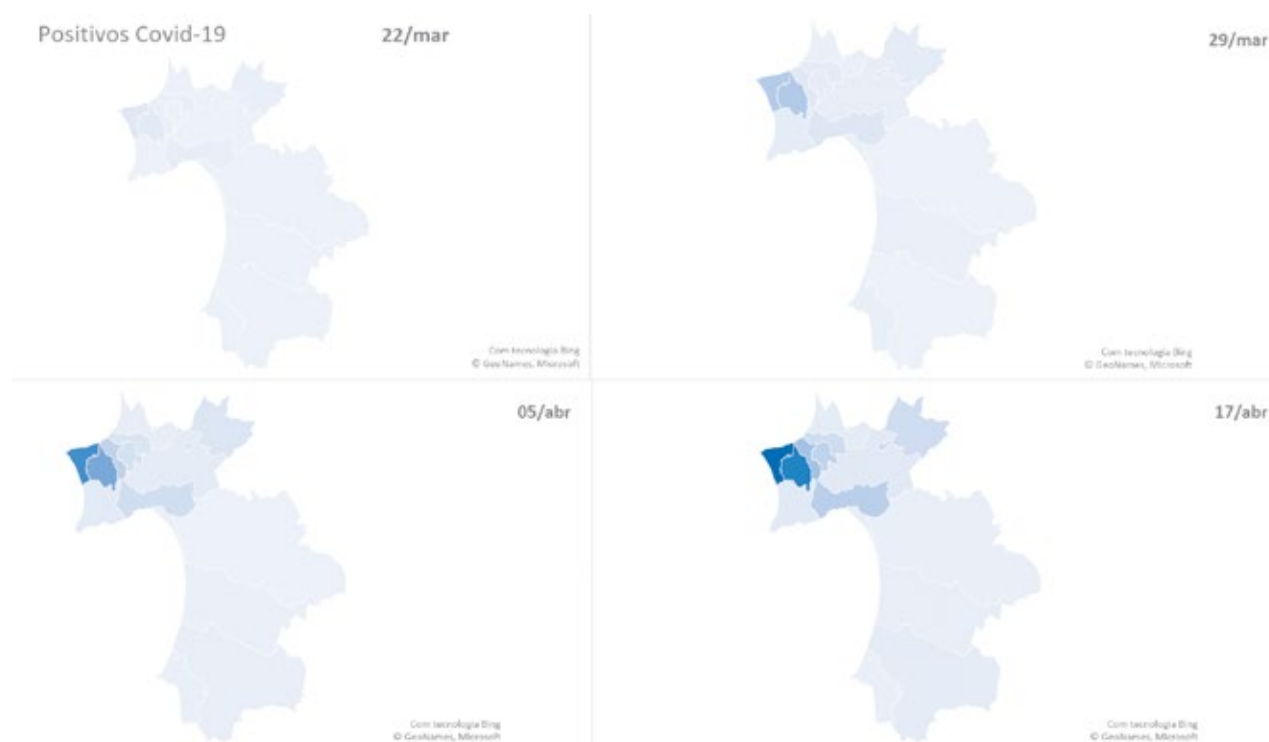 Positivos Covid-19
22/mar
29/mar
Com tecnologia Bing
© GeoNames, Microsoft
Com tecnologia Bing
© GeoNames, Microsoft
05/abr
17/abr
Com tecnologia Bing
© GeoNames, Microsoft
Com tecnologia Bing
© GeoNames, Microsoft